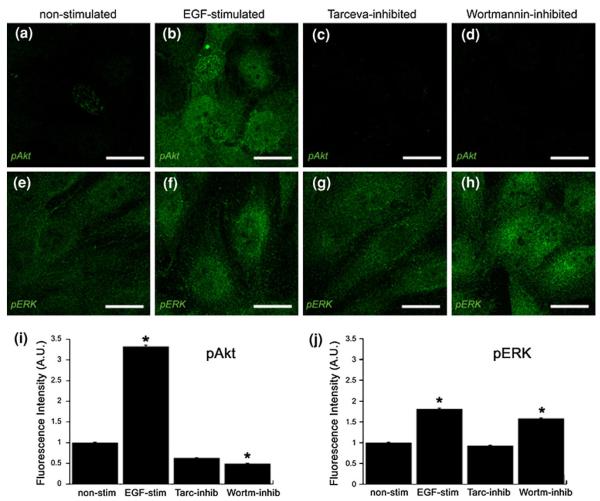 non-stimulated EGF-stimulated Tarceva-inhibited Wortmannin-inhibited
(a) (b) (c) (d)
pAkt pAkt pAkt pAkt
(e) (f) (g) (h)
pERK pERK pERK pERK
(i) (j)
pAkt pERK
Fluorescence Intensity (A.U.)
3.5
3
2.5
2
1.5
1
0.5
0
* *
non-stim EGF-stim Tarc-inhib Wortm-inhib
Fluorescence Intensity (A.U.)
3.5
3
2.5
2
1.5
1
0.5
0
* *
non-stim EGF-stim Tarc-inhib Wortm-inhib